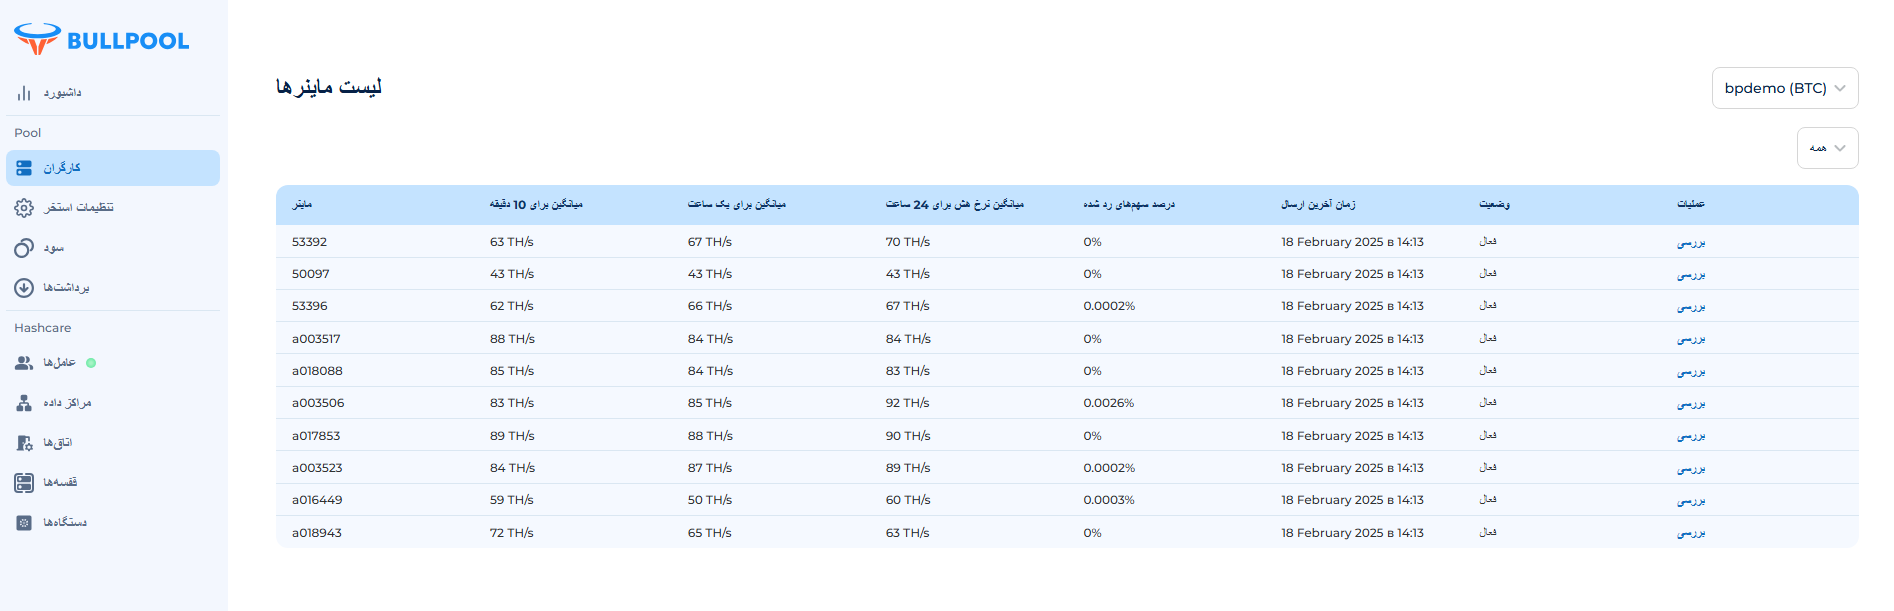 BULLPOOL
داشبورد
Pool
کارگران
تنظیمات استخر
سود
برداشت‌ها
Hashcare
عامل‌ها
مراکز داده
اتاق‌ها
قفسه‌ها
دستگاه‌ها
لیست ماینرها
bpdemo (BTC)
همه
ماینر میانگین برای 10 دقیقه میانگین برای یک ساعت میانگین نرخ هش برای 24 ساعت درصد سهم‌های رد شده زمان آخرین ارسال وضعیت عملیات
53392 63 TH/s 67 TH/s 70 TH/s 0% 18 February 2025 в 14:13 فعال بررسی
50097 43 TH/s 43 TH/s 43 TH/s 0% 18 February 2025 в 14:13 فعال بررسی
53396 62 TH/s 66 TH/s 67 TH/s 0.0002% 18 February 2025 в 14:13 فعال بررسی
a003517 88 TH/s 84 TH/s 84 TH/s 0% 18 February 2025 в 14:13 فعال بررسی
a018088 85 TH/s 84 TH/s 83 TH/s 0% 18 February 2025 в 14:13 فعال بررسی
a003506 83 TH/s 85 TH/s 92 TH/s 0.0026% 18 February 2025 в 14:13 فعال بررسی
a017853 89 TH/s 88 TH/s 90 TH/s 0% 18 February 2025 в 14:13 فعال بررسی
a003523 84 TH/s 87 TH/s 89 TH/s 0.0002% 18 February 2025 в 14:13 فعال بررسی
a016449 59 TH/s 50 TH/s 60 TH/s 0.0003% 18 February 2025 в 14:13 فعال بررسی
a018943 72 TH/s 65 TH/s 63 TH/s 0% 18 February 2025 в 14:13 فعال بررسی